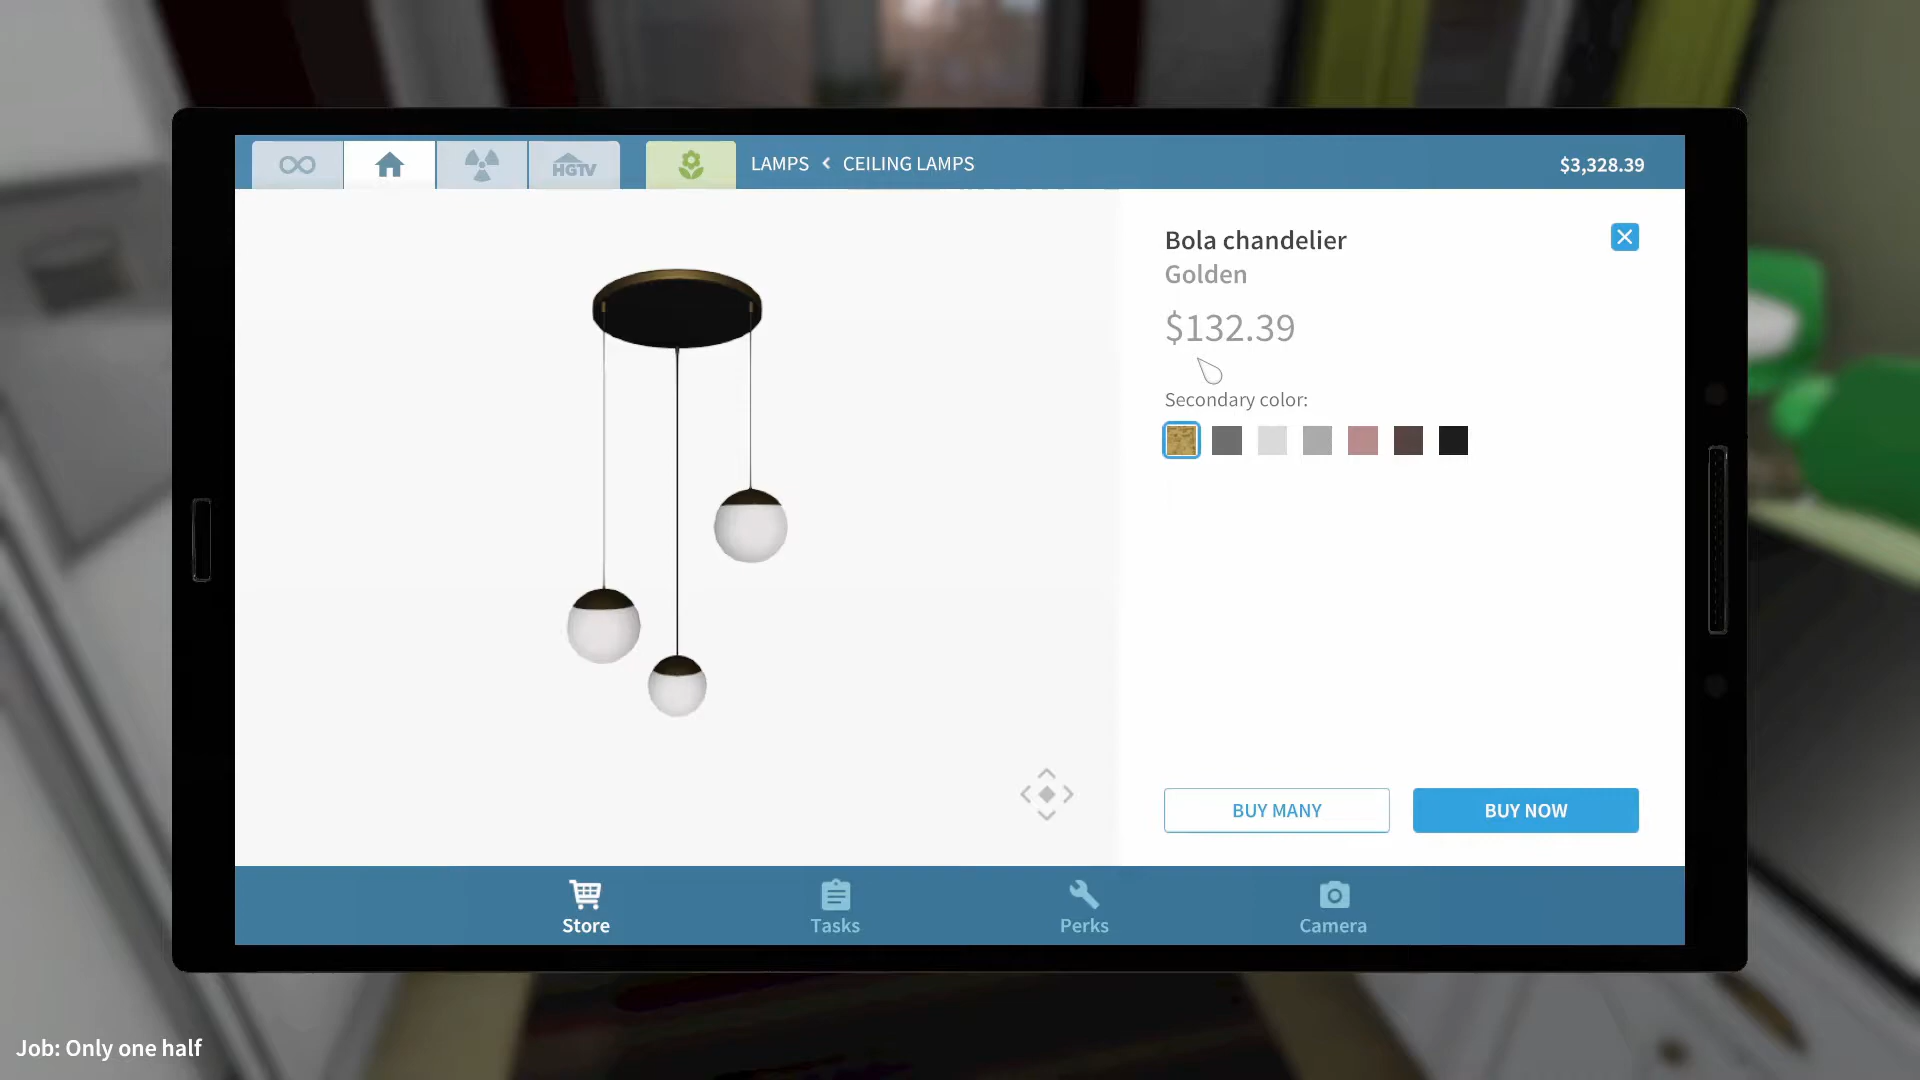 HGTV
LAMPS < CEILING LAMPS
$3,328.39
Bola chandelier
Golden
$132.39
Secondary color:
BUY MANY
BUY NOW
Store
Tasks
Perks
Camera
Job: Only one half